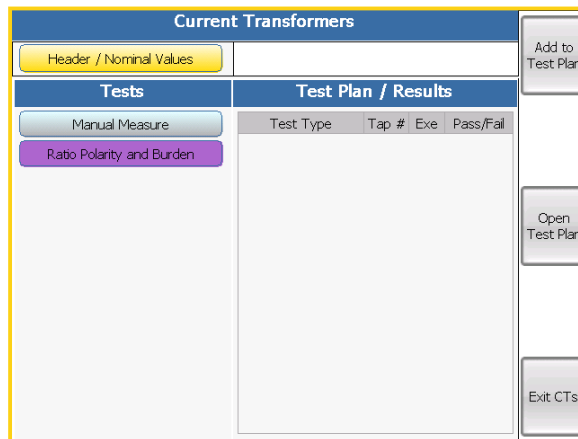 Current Transformers
Header / Nominal Values
Add to
Test Plan
Tests
Test Plan / Results
Manual Measure
Test Type Tap # Exe Pass/Fail
Ratio Polarity and Burden
Open
Test Plan
Exit CTs